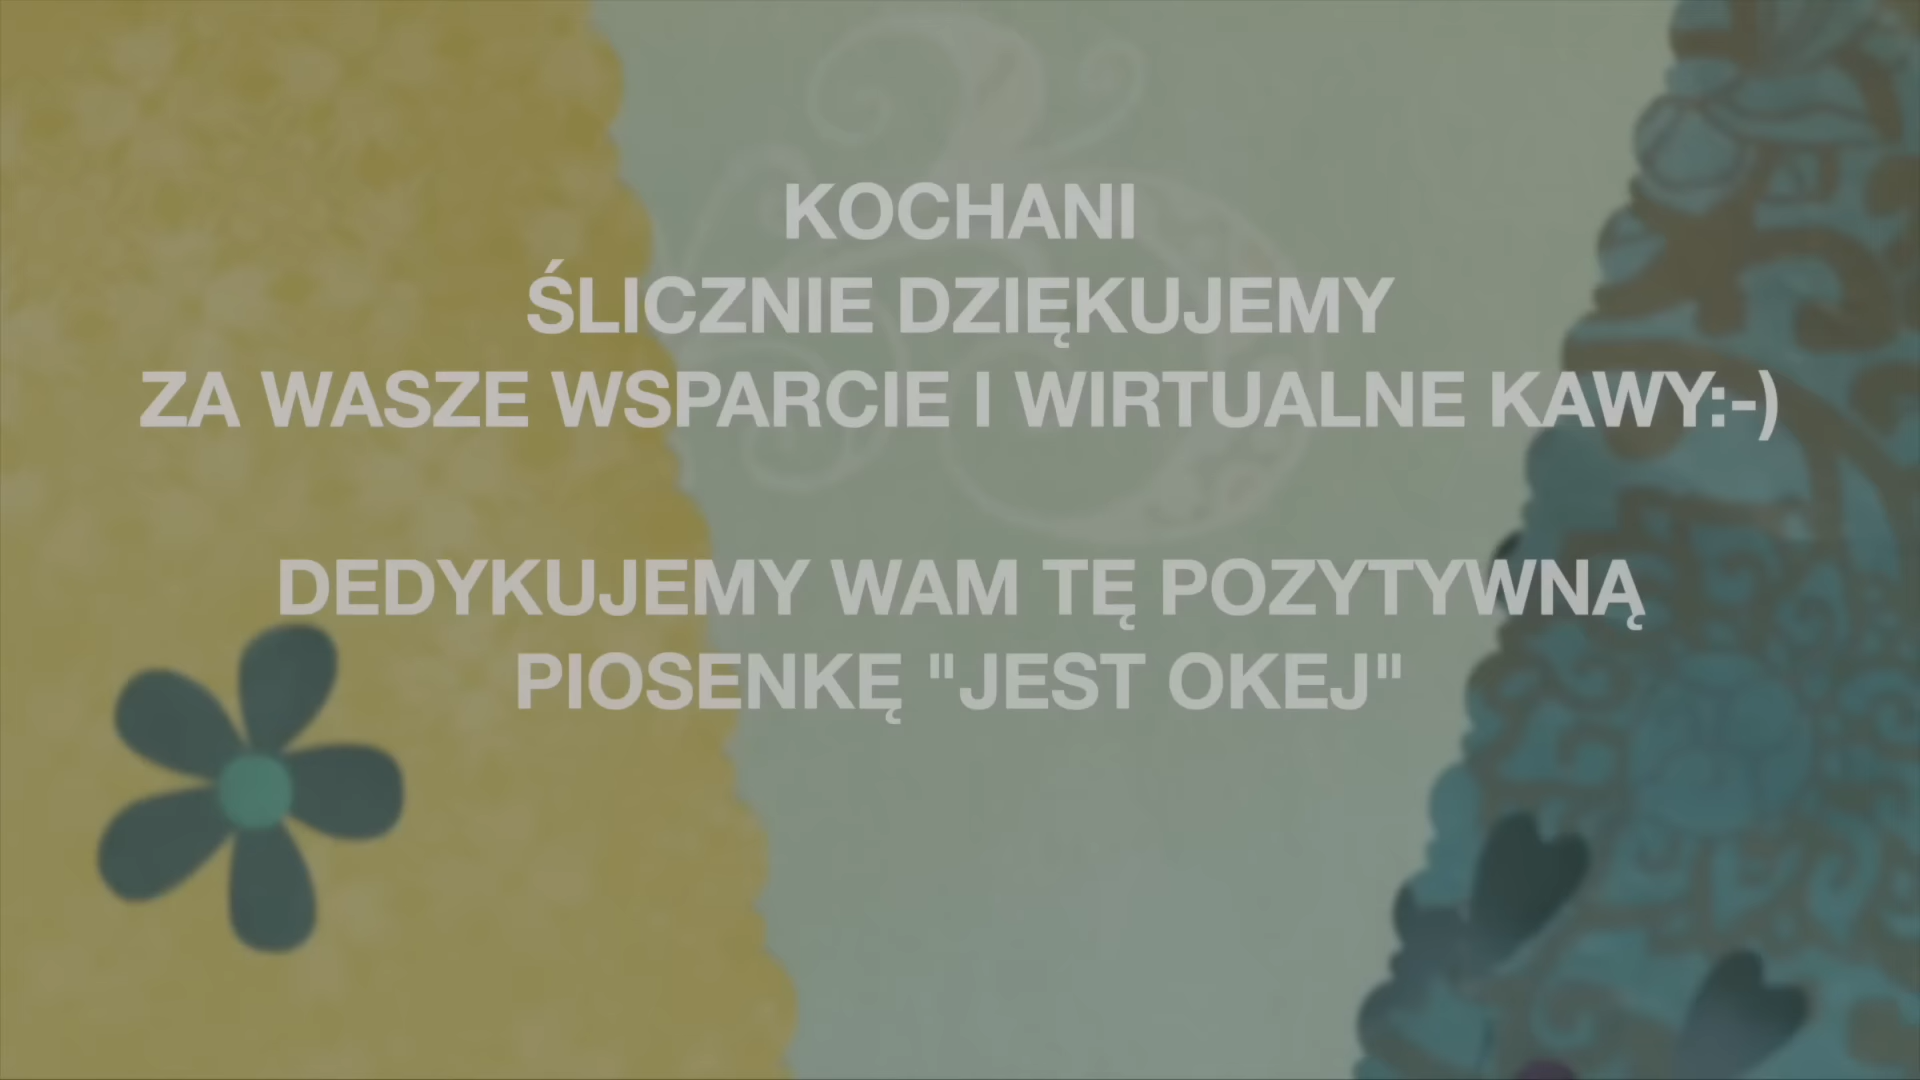 KOCHANI
ŚLICZNIE DZIĘKUJEMY
ZA WASZE WSPARCIE I WIRTUALNE KAWY:-)
DEDYKUJEMY WAM TĘ POZYTYWNĄ
PIOSENKĘ "JEST OKEJ"